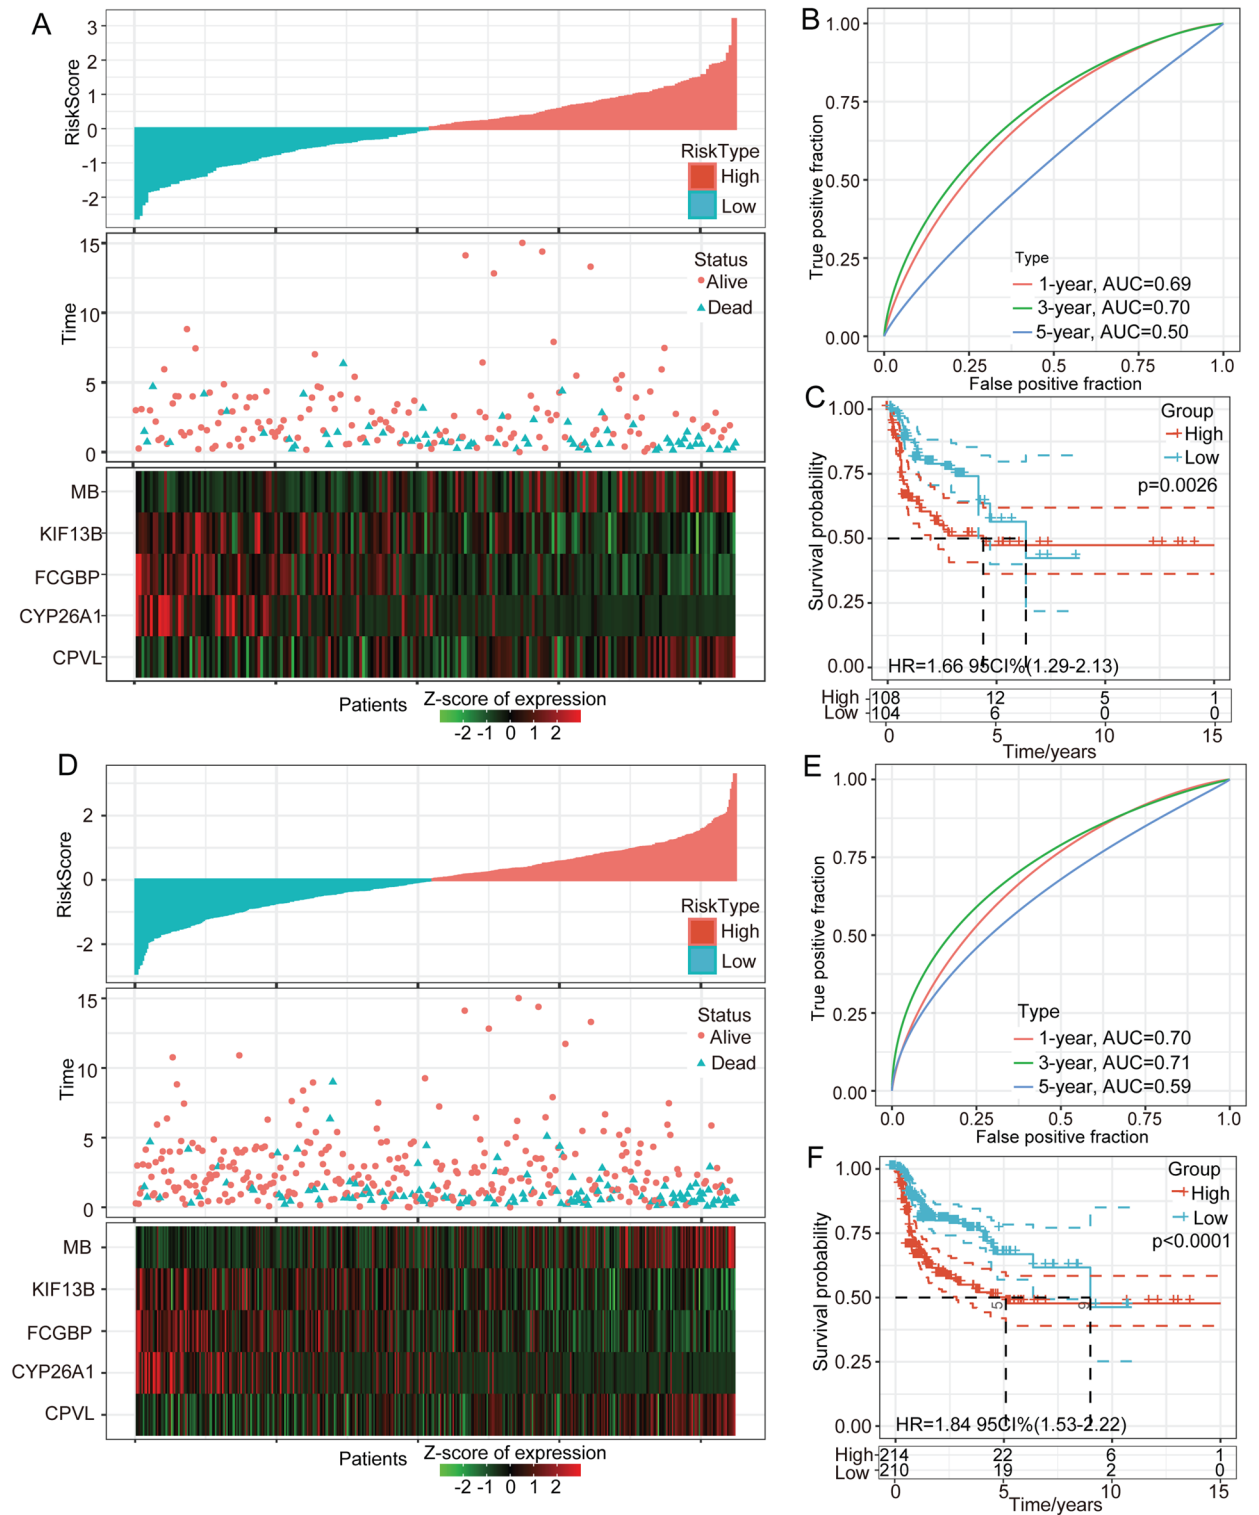 A
3
2
1
0
-1
-2
RiskScore
RiskType
High
Low
15
10
5
0
Time
Status
Alive
Dead
MB
KIF13B
FCGBP
CYP26A1
CPVL
Patients
Z-score of expression
-2 -1 0 1 2
B
1.00
0.75
0.50
0.25
0.00
True positive fraction
Type
1-year, AUC=0.69
3-year, AUC=0.70
5-year, AUC=0.50
0.0 0.25 0.50 0.75 1.0
False positive fraction
C
1.00
0.75
0.50
0.25
0.00
Survival probability
Group
High
Low
p=0.0026
HR=1.66 95CI%(1.29-2.13)
High 108 12 5 1
Low 104 6 0 0
0 5 10 15
Time/years
D
2
0
-2
RiskScore
RiskType
High
Low
15
10
5
0
Time
Status
Alive
Dead
MB
KIF13B
FCGBP
CYP26A1
CPVL
Patients
Z-score of expression
-2 -1 0 1 2
E
1.00
0.75
0.50
0.25
0.00
True positive fraction
Type
1-year, AUC=0.70
3-year, AUC=0.71
5-year, AUC=0.59
0.0 0.25 0.50 0.75 1.0
False positive fraction
F
1.00
0.75
0.50
0.25
0.00
Survival probability
Group
High
Low
p<0.0001
5 9
HR=1.84 95CI%(1.53-2.22)
High 214 22 6 1
Low 210 19 2 0
0 5 10 15
Time/years